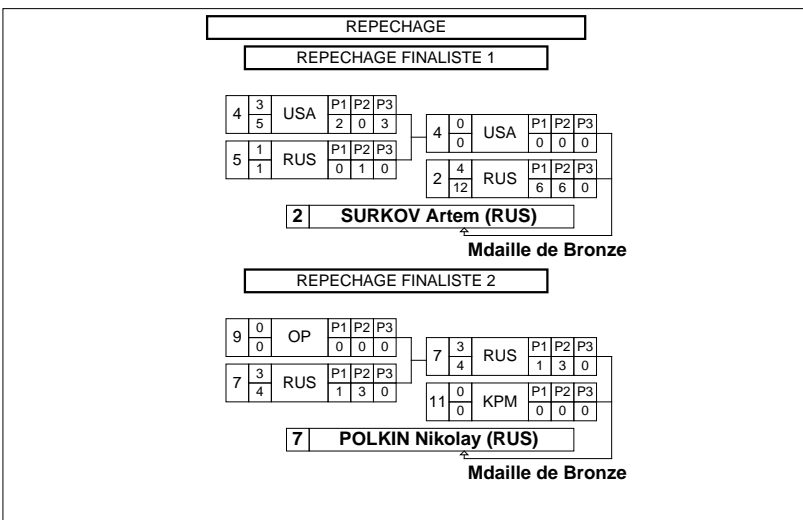 REPECHAGE
REPECHAGE FINALISTE 1
4 3 USA P1 P2 P3
5 2 0 3
5 1 RUS P1 P2 P3
1 0 1 0
4 0 USA P1 P2 P3
0 0 0 0
2 4 RUS P1 P2 P3
12 6 6 0
2 SURKOV Artem (RUS)
Mdaille de Bronze
REPECHAGE FINALISTE 2
9 0 OP P1 P2 P3
0 0 0 0
7 3 RUS P1 P2 P3
4 1 3 0
7 3 RUS P1 P2 P3
4 1 3 0
11 0 KPM P1 P2 P3
0 0 0 0
7 POLKIN Nikolay (RUS)
Mdaille de Bronze